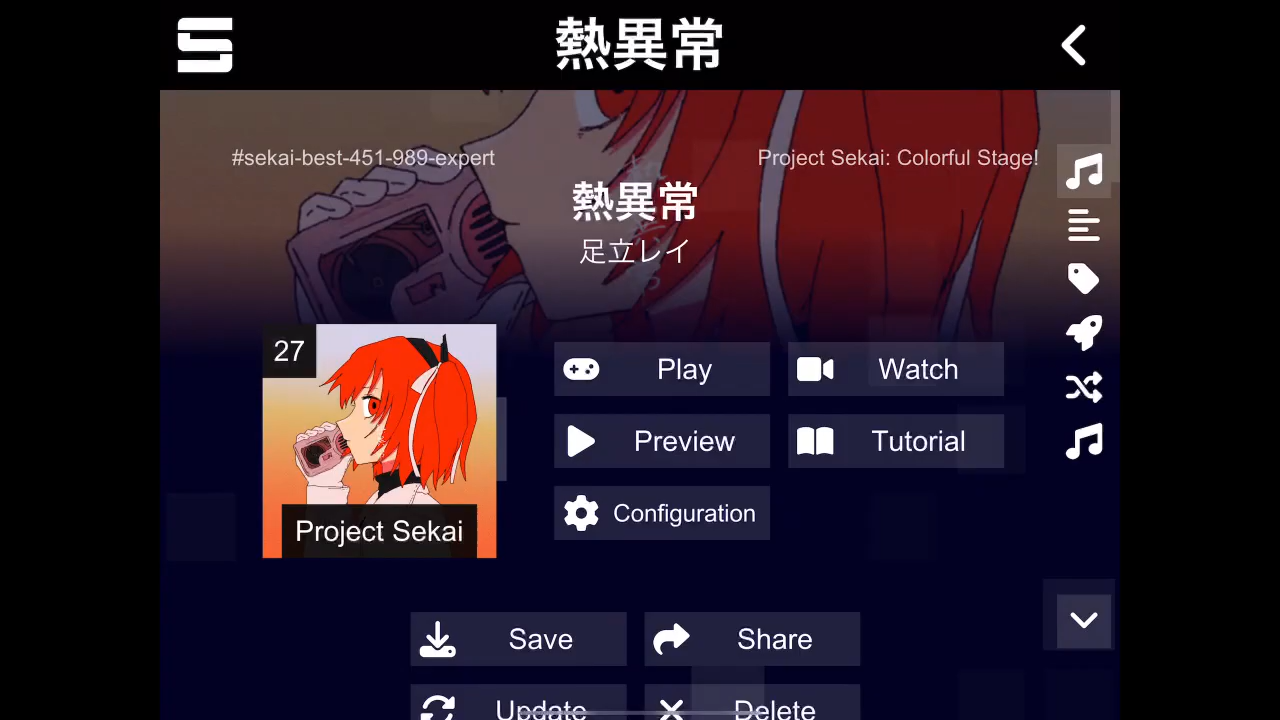 熱異常
#sekai-best-451-989-expert
Project Sekai: Colorful Stage!
熱異常
足立レイ
27
Project Sekai
Play
Watch
Preview
Tutorial
Configuration
Save
Share
Update
Delete